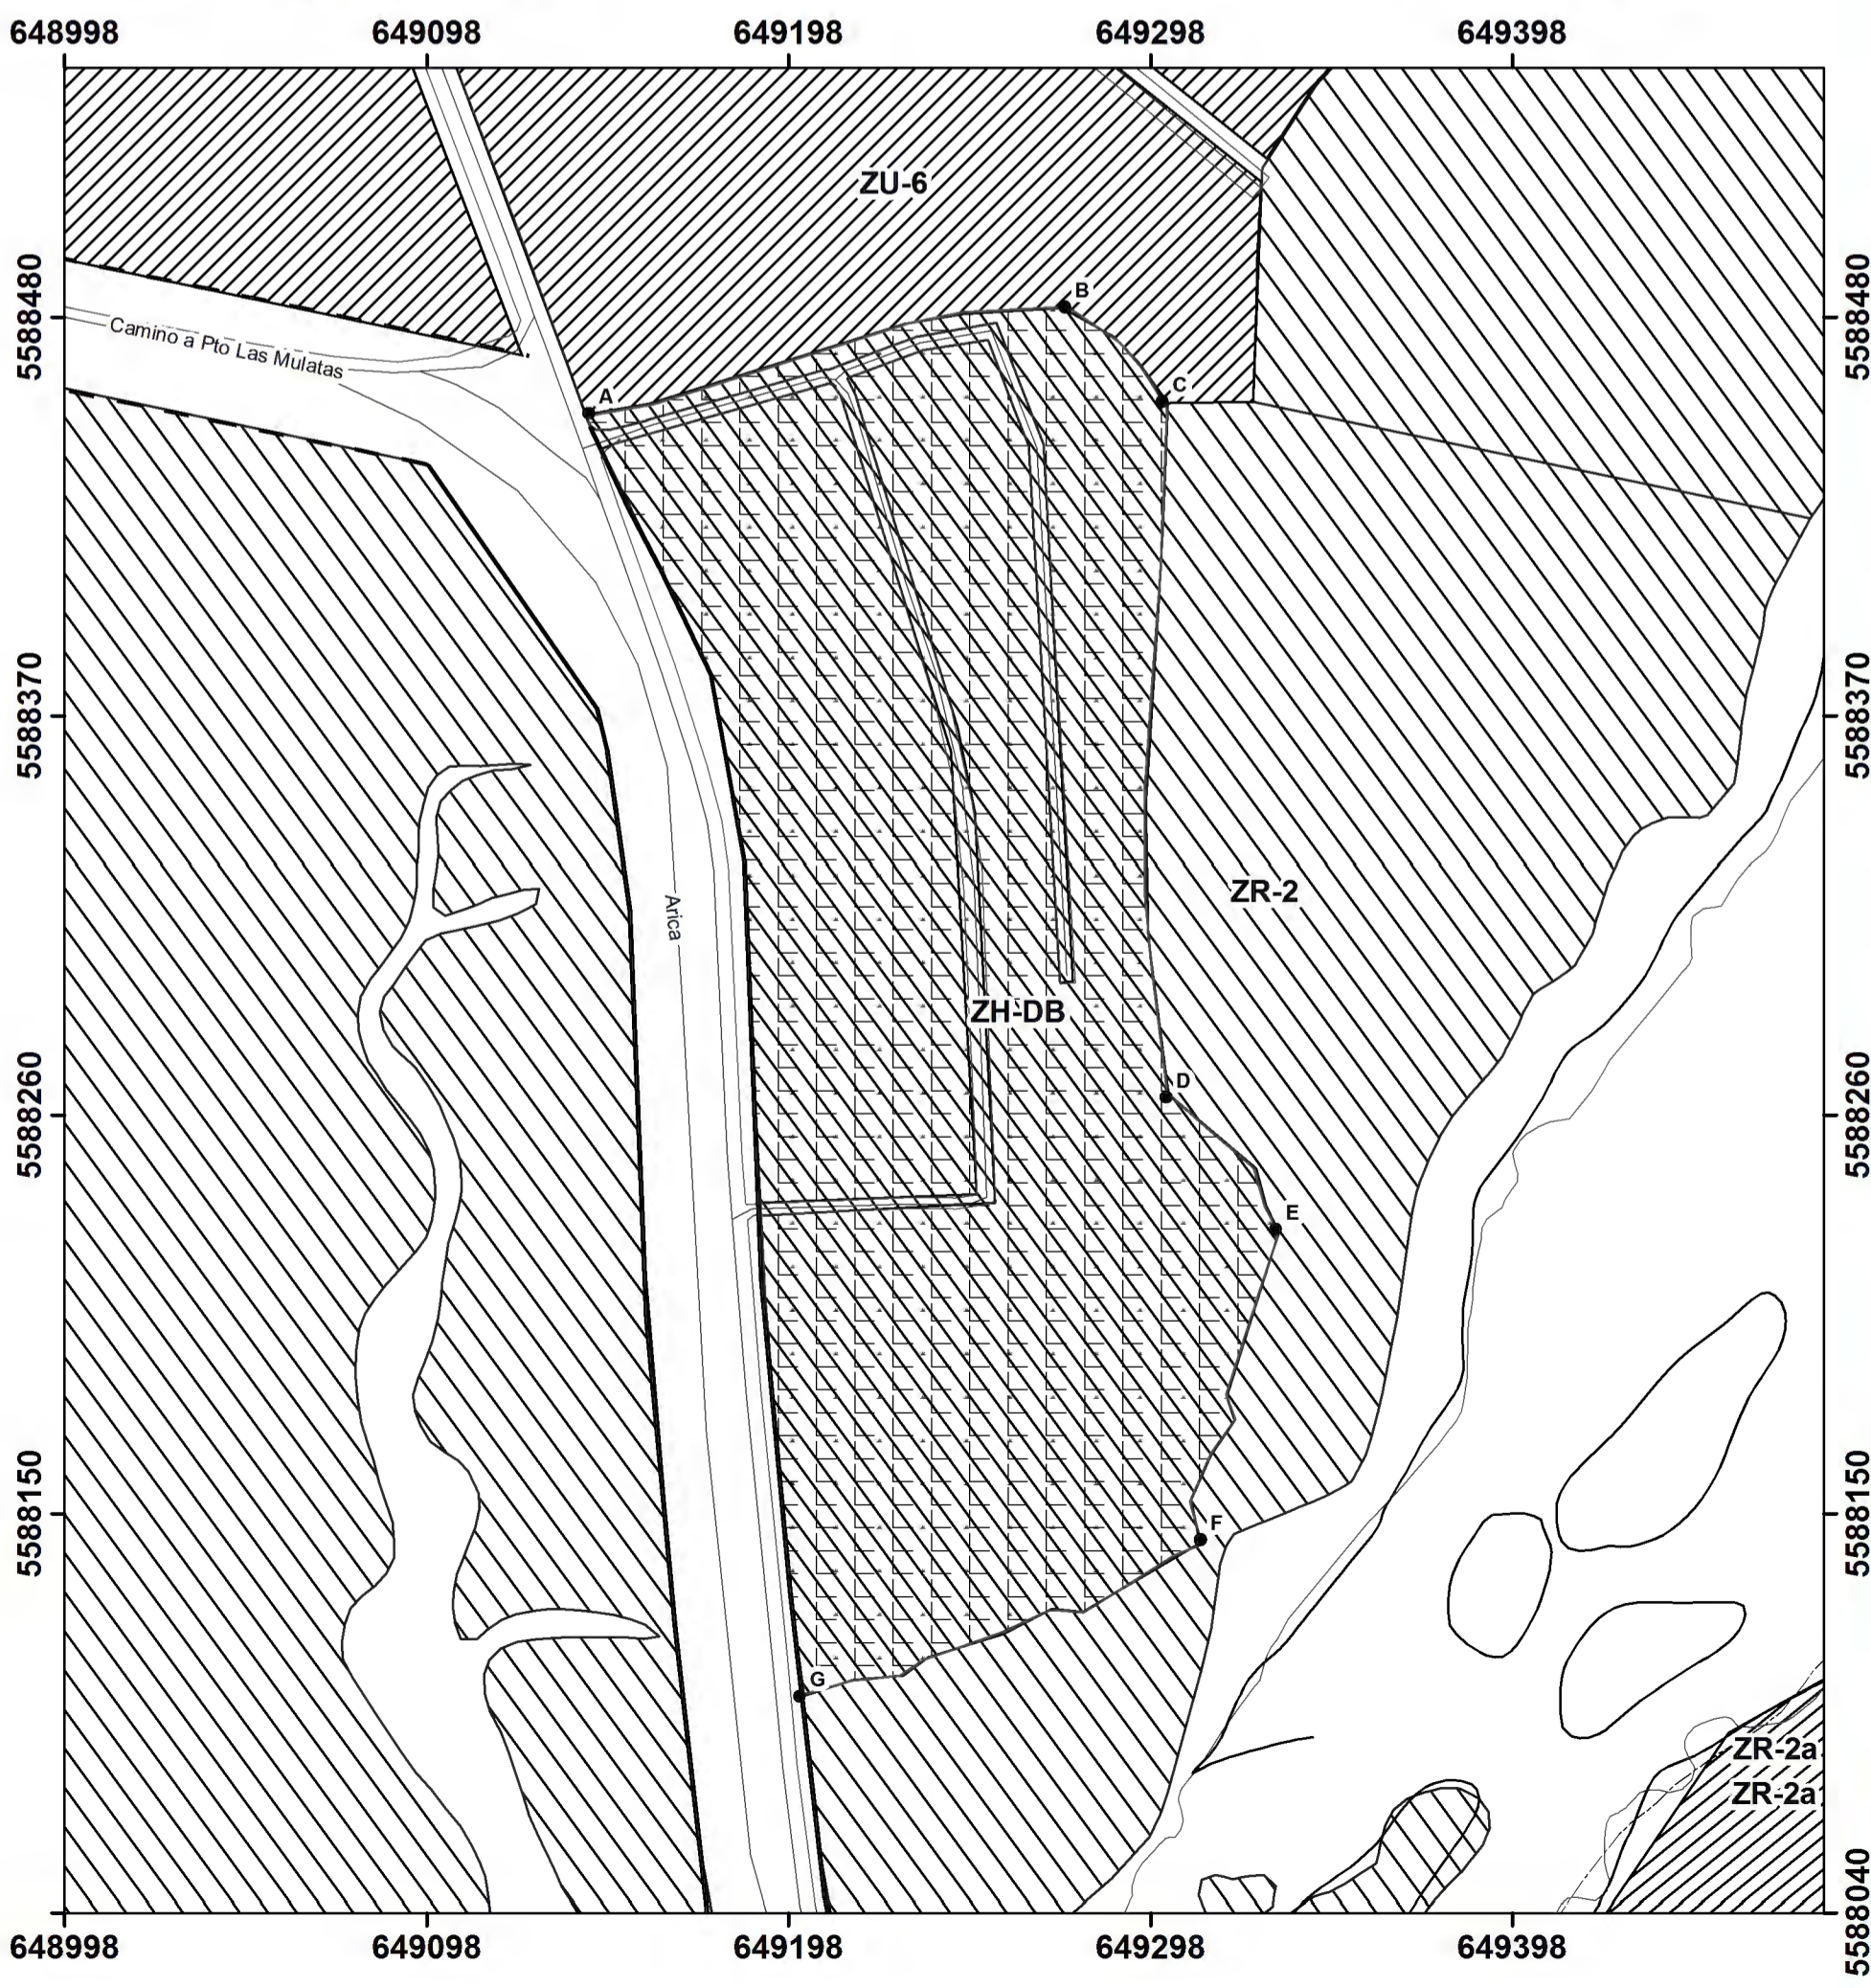 648998 649098 649198 649298 649398
ZU-6
5588480 5588480
B
Camino a Pto Las Mulatas
A
C
5588370 5588370
Arica
ZR-2
ZH-DB
5588260 5588260
D
E
5588150 5588150
F
G
ZR-2a
ZR-2a
5588040
648998 649098 649198 649298 649398